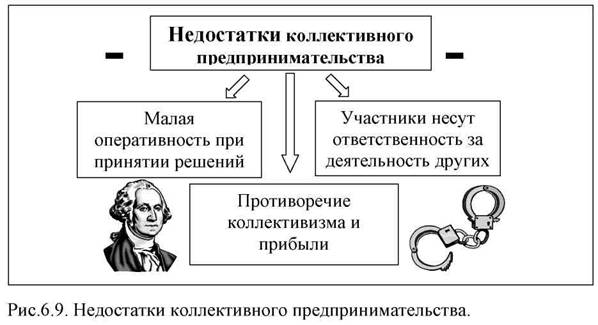 Недостатки коллективного
предпринимательства
- -
Малая
оперативность при
принятии решений
Участники несут
ответственность за
деятельность других
Противоречие
коллективизма и
прибыли
Рис.6.9. Недостатки коллективного предпринимательства.